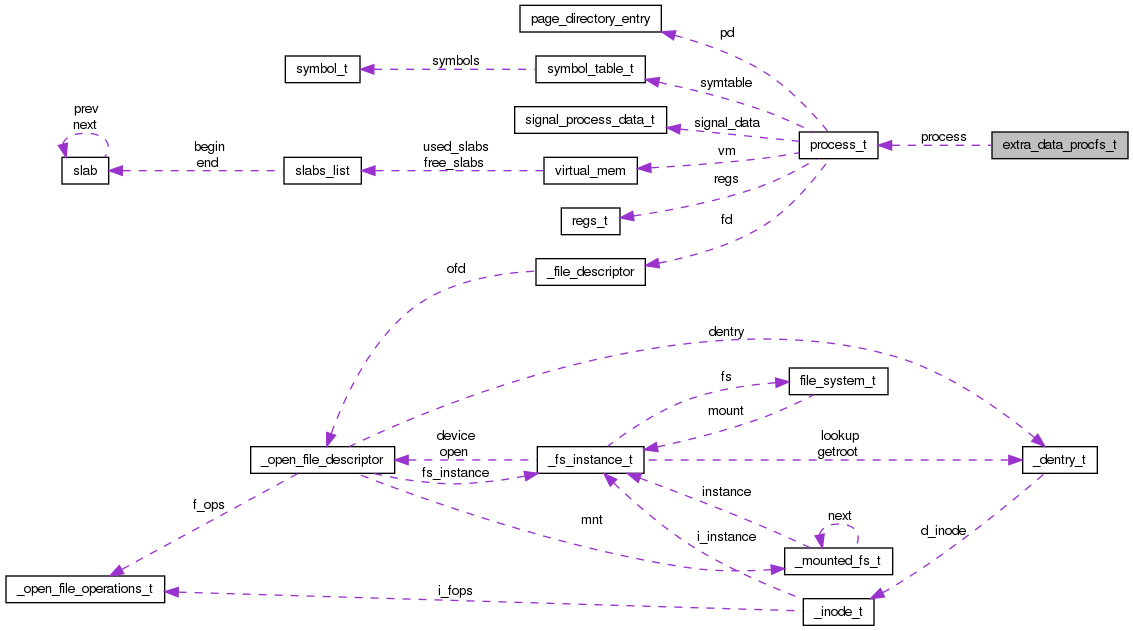 page_directory_entry
pd
symbol_t
symbols
symbol_table_t
symtable
prev
next
signal_process_data_t
signal_data
process_t
process
extra_data_procfs_t
slab
begin
end
slabs_list
used_slabs
free_slabs
virtual_mem
vm
regs
regs_t
fd
_file_descriptor
ofd
dentry
fs
file_system_t
mount
_open_file_descriptor
device
open
fs_instance
_fs_instance_t
lookup
getroot
_dentry_t
f_ops
mnt
instance
i_instance
next
d_inode
_mounted_fs_t
_open_file_operations_t
i_fops
_inode_t